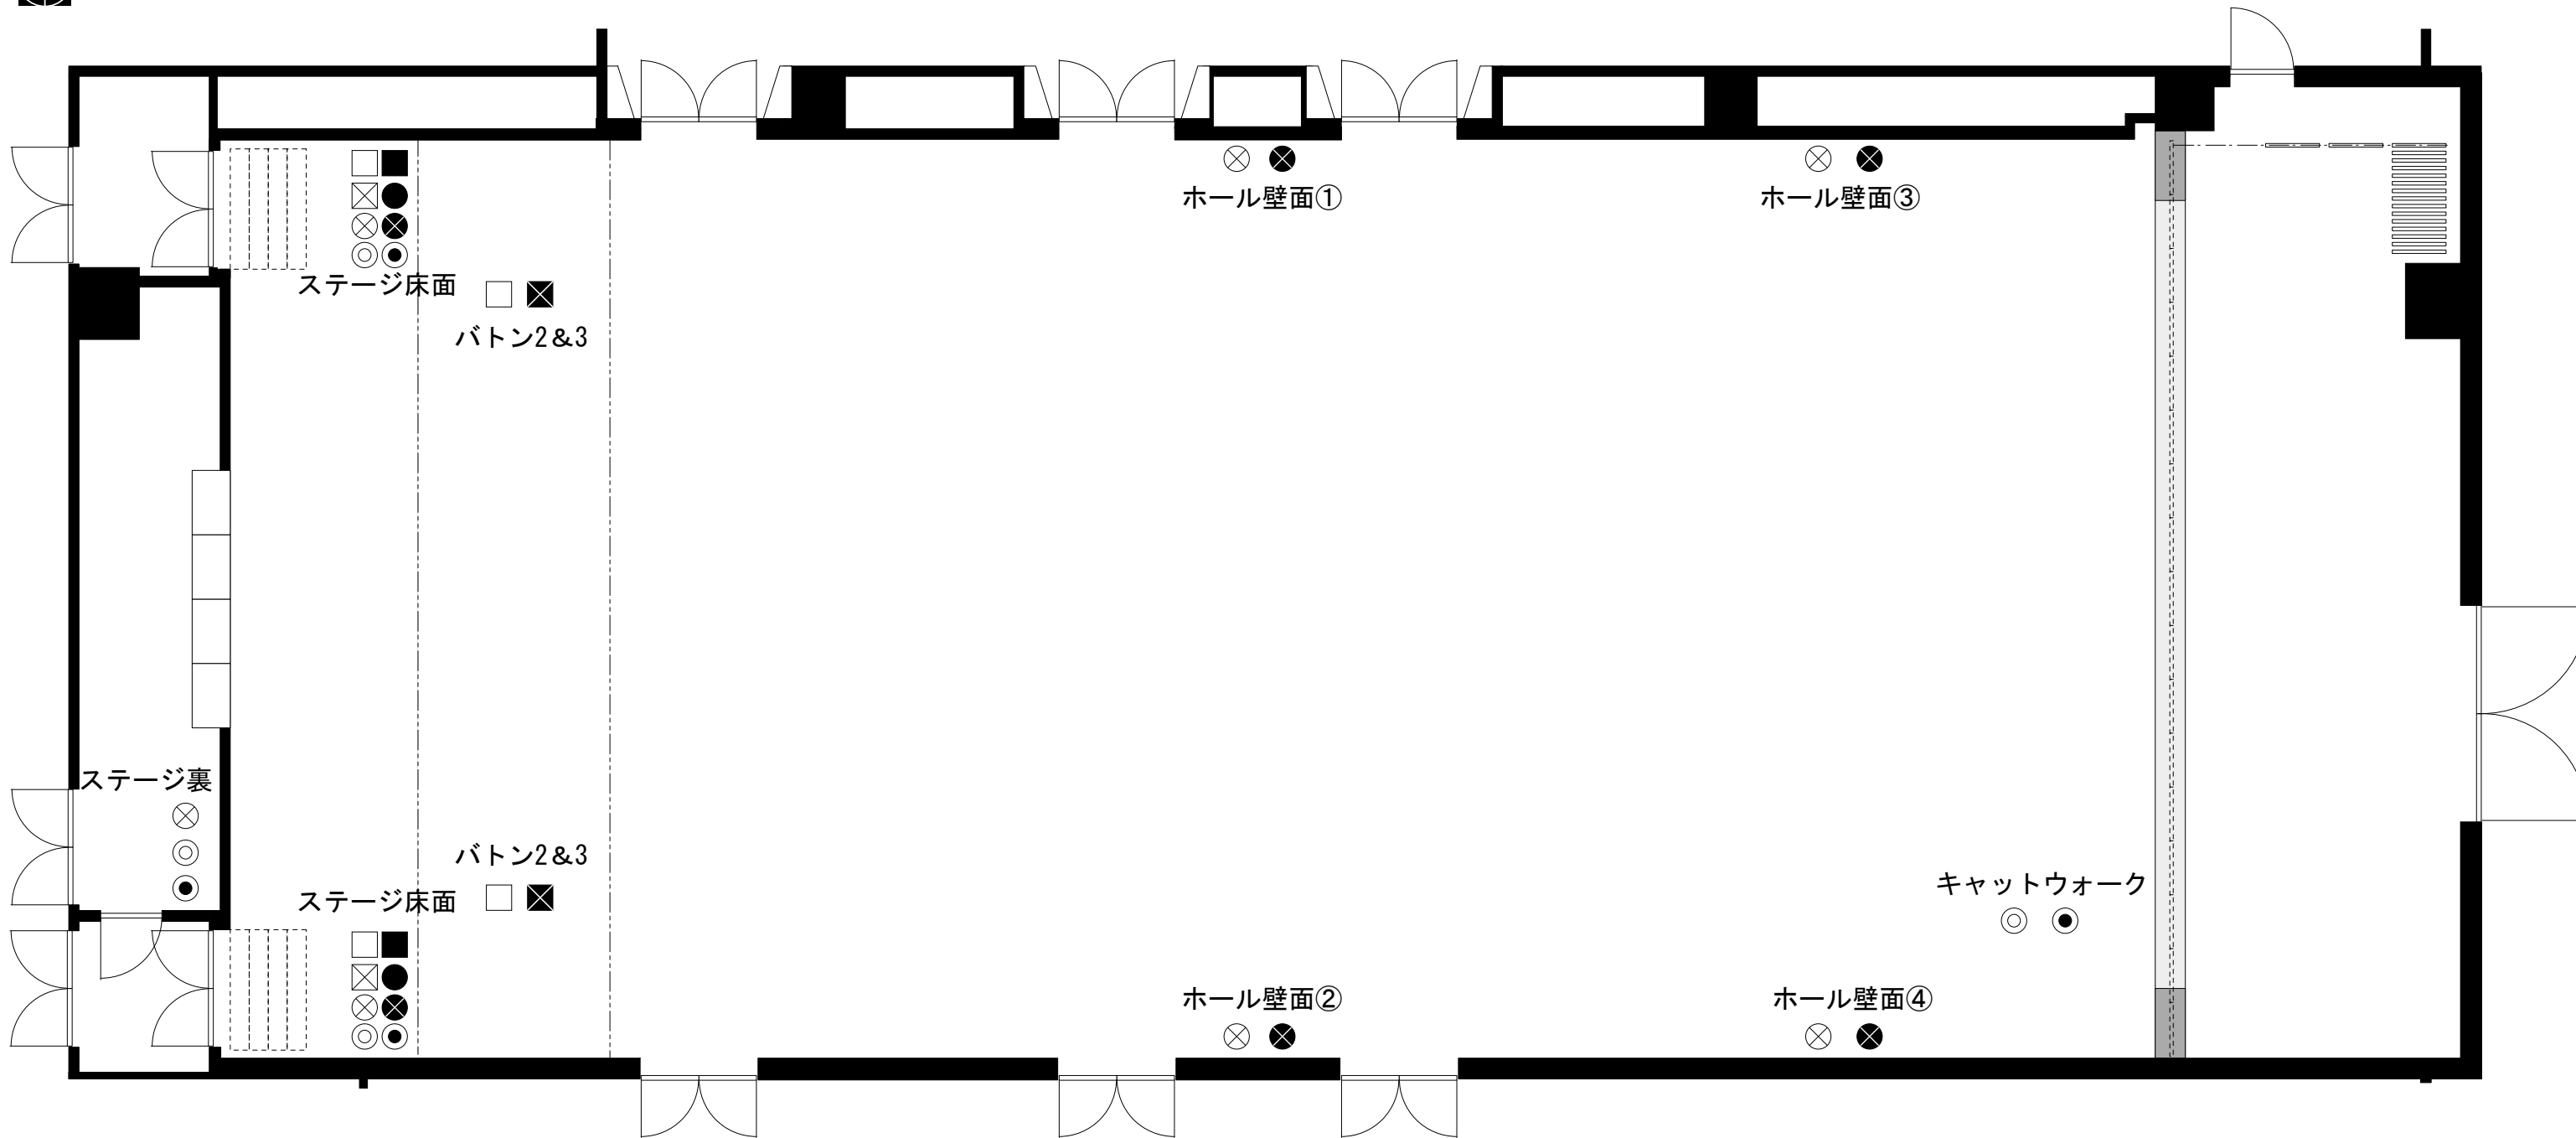 ホール壁面①
ホール壁面③
ステージ床面
バトン2&3
ステージ裏
バトン2&3
ステージ床面
キャットウォーク
ホール壁面②
ホール壁面④